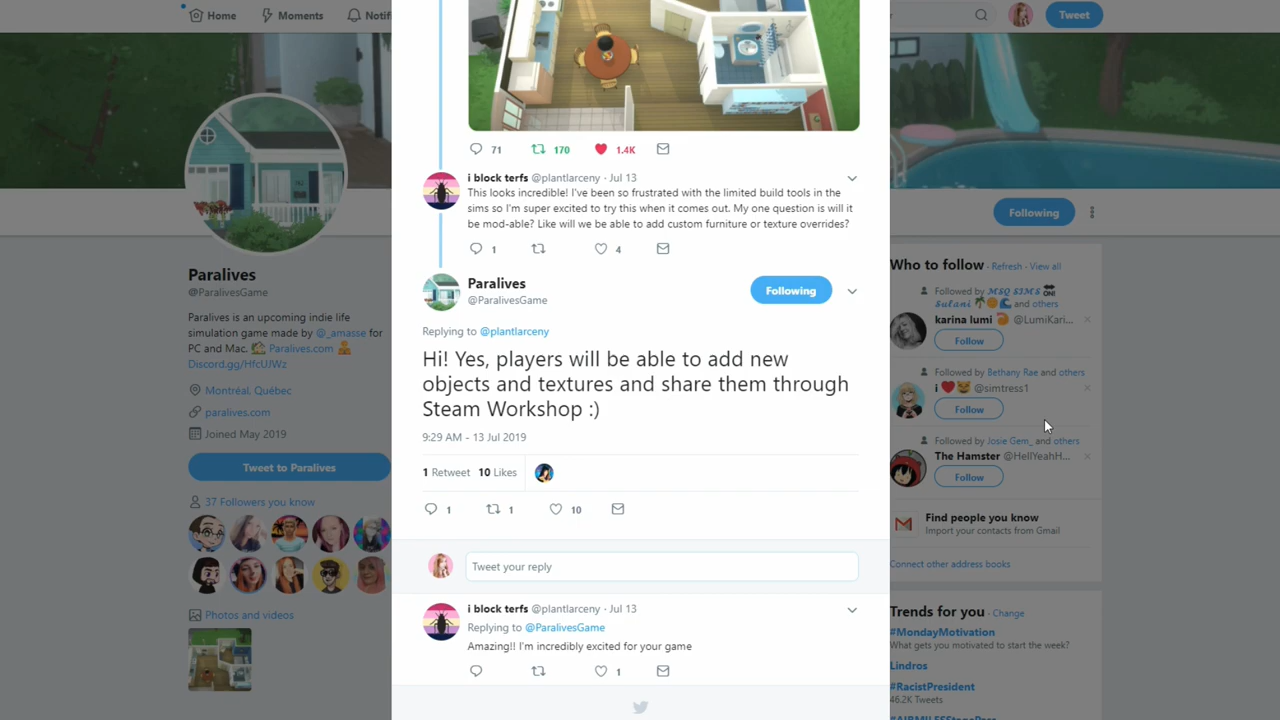 Home
Moments
Notifi
Tweet
71
170
1.4K
i block terfs @plantlarceny · Jul 13
This looks incredible! I've been so frustrated with the limited build tools in the
sims so I'm super excited to try this when it comes out. My one question is will it
be mod-able? Like will we be able to add custom furniture or texture overrides?
1
4
Paralives
@ParalivesGame
Following
Replying to @plantlarceny
Hi! Yes, players will be able to add new
objects and textures and share them through
Steam Workshop :)
9:29 AM - 13 Jul 2019
1 Retweet 10 Likes
1
1
10
Tweet your reply
i block terfs @plantlarceny · Jul 13
Replying to @ParalivesGame
Amazing!! I'm incredibly excited for your game
1
Paralives
@ParalivesGame
Paralives is an upcoming indie life
simulation game made by @_amasse for
PC and Mac. Paralives.com
Discord.gg/HfcUJWz
Montréal, Québec
paralives.com
Joined May 2019
Tweet to Paralives
37 Followers you know
Photos and videos
Following
Who to follow · Refresh · View all
Followed by MSQ SIMS
Sulani and others
karina lumi @LumiKari...
Follow
Followed by Bethany Rae and others
i @simtress1
Follow
Followed by Josie Gem_ and others
The Hamster @HellYeahH...
Follow
Find people you know
Import your contacts from Gmail
Connect other address books
Trends for you · Change
#MondayMotivation
What gets you motivated to start the week?
Lindros
#RacistPresident
46.2K Tweets